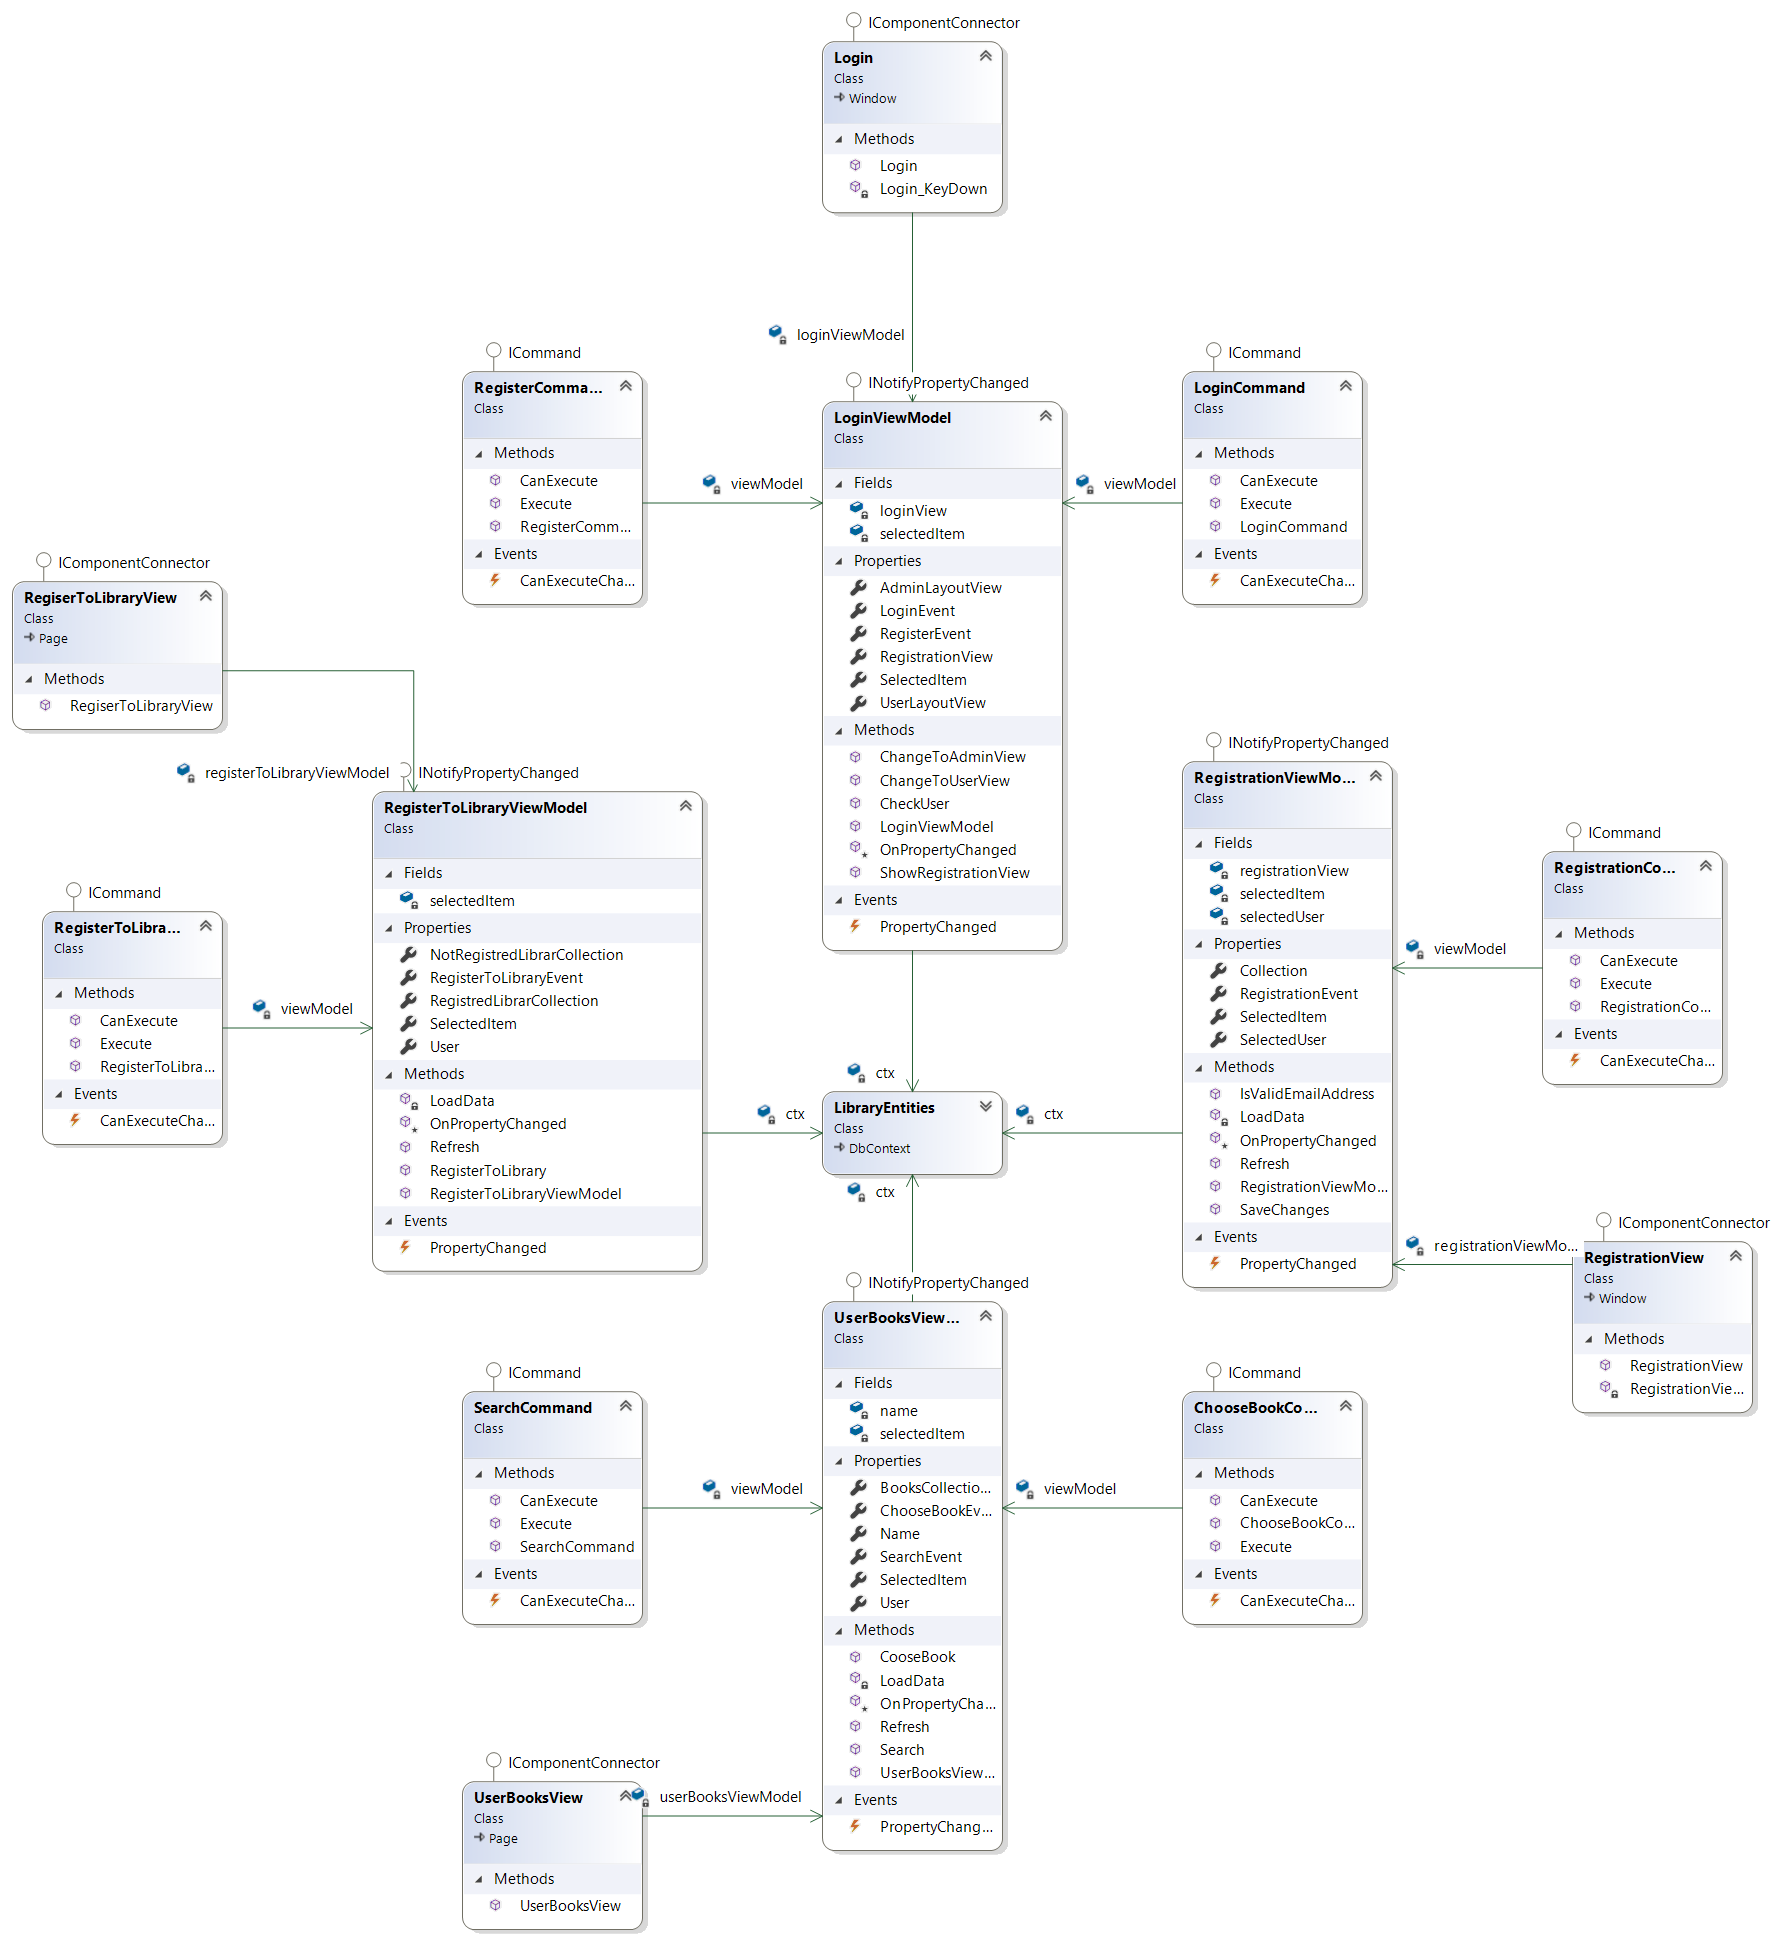 IComponentConnector
Login
Class
Window
Methods
Login
Login_KeyDown
loginViewModel
ICommand
RegisterComma...
Class
Methods
CanExecute
Execute
RegisterComm...
Events
CanExecuteCha...
viewModel
INotifyPropertyChanged
LoginViewModel
Class
Fields
loginView
selectedItem
Properties
AdminLayoutView
LoginEvent
RegisterEvent
RegistrationView
SelectedItem
UserLayoutView
Methods
ChangeToAdminView
ChangeToUserView
CheckUser
LoginViewModel
OnPropertyChanged
ShowRegistrationView
Events
PropertyChanged
ICommand
LoginCommand
Class
Methods
CanExecute
Execute
LoginCommand
Events
CanExecuteCha...
viewModel
IComponentConnector
RegiserToLibraryView
Class
Page
Methods
RegiserToLibraryView
registerToLibraryViewModel
INotifyPropertyChanged
RegisterToLibraryViewModel
Class
Fields
selectedItem
Properties
NotRegistredLibrarCollection
RegisterToLibraryEvent
RegistredLibrarCollection
SelectedItem
User
Methods
LoadData
OnPropertyChanged
Refresh
RegisterToLibrary
RegisterToLibraryViewModel
Events
PropertyChanged
ICommand
RegisterToLibra...
Class
Methods
CanExecute
Execute
RegisterToLibra...
Events
CanExecuteCha...
viewModel
ctx
ctx
LibraryEntities
Class
DbContext
ctx
ctx
INotifyPropertyChanged
RegistrationViewMo...
Class
Fields
registrationView
selectedItem
selectedUser
Properties
Collection
RegistrationEvent
SelectedItem
SelectedUser
Methods
IsValidEmailAddress
LoadData
OnPropertyChanged
Refresh
RegistrationViewMo...
SaveChanges
Events
PropertyChanged
ICommand
RegistrationCo...
Class
Methods
CanExecute
Execute
RegistrationCo...
Events
CanExecuteCha...
viewModel
registrationViewMo...
IComponentConnector
RegistrationView
Class
Window
Methods
RegistrationView
RegistrationVie...
INotifyPropertyChanged
UserBooksView...
Class
Fields
name
selectedItem
Properties
BooksCollectio...
ChooseBookEv...
Name
SearchEvent
SelectedItem
User
Methods
CooseBook
LoadData
OnPropertyCha...
Refresh
Search
UserBooksView...
Events
PropertyChang...
ICommand
SearchCommand
Class
Methods
CanExecute
Execute
SearchCommand
Events
CanExecuteCha...
viewModel
ICommand
ChooseBookCo...
Class
Methods
CanExecute
ChooseBookCo...
Execute
Events
CanExecuteCha...
viewModel
IComponentConnector
UserBooksView
Class
Page
Methods
UserBooksView
userBooksViewModel